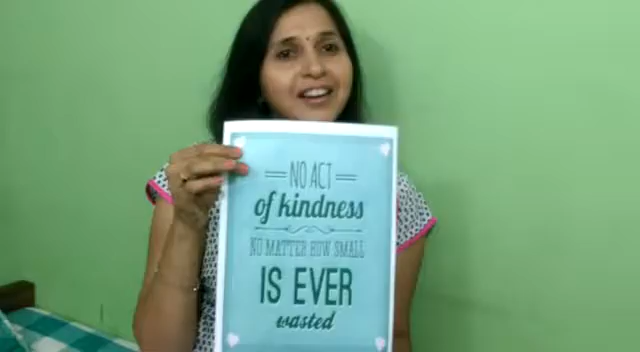 NO ACT
of kindness
NO MATTER HOW SMALL
IS EVER
wasted